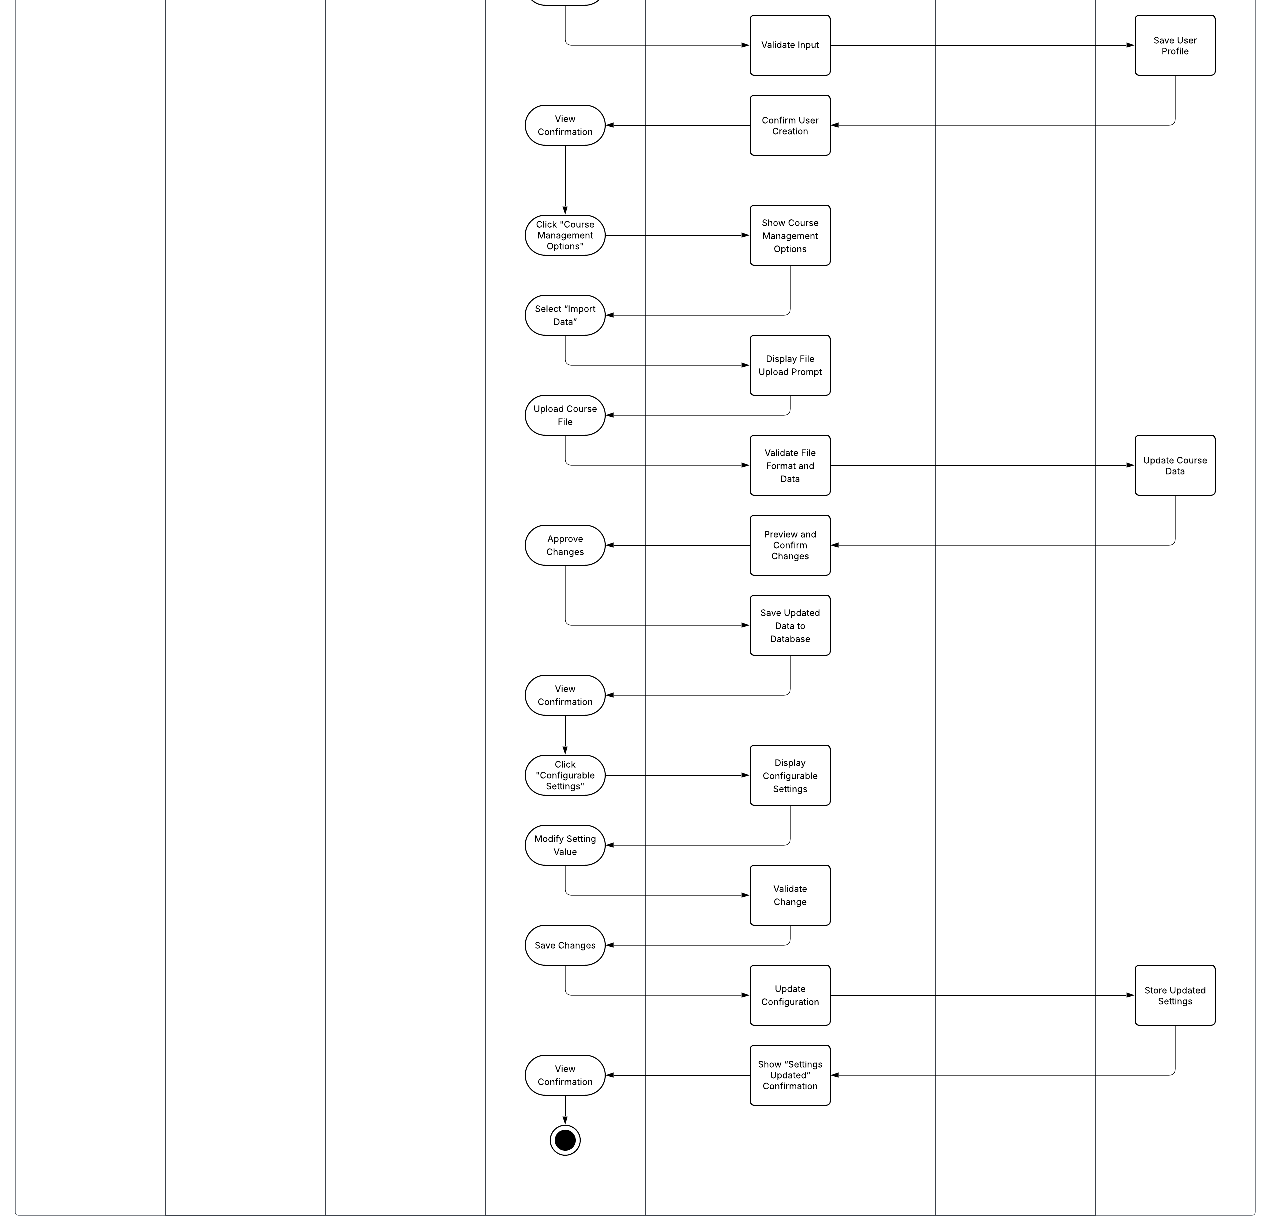 Validate Input
Save User
Profile
View
Confirmation
Confirm User
Creation
Click "Course
Management
Options"
Show Course
Management
Options
Select “Import
Data”
Display File
Upload Prompt
Upload Course
File
Validate File
Format and
Data
Update Course
Data
Approve
Changes
Preview and
Confirm
Changes
Save Updated
Data to
Database
View
Confirmation
Click
"Configurable
Settings"
Display
Configurable
Settings
Modify Setting
Value
Validate
Change
Save Changes
Update
Configuration
Store Updated
Settings
View
Confirmation
Show “Settings
Updated”
Confirmation